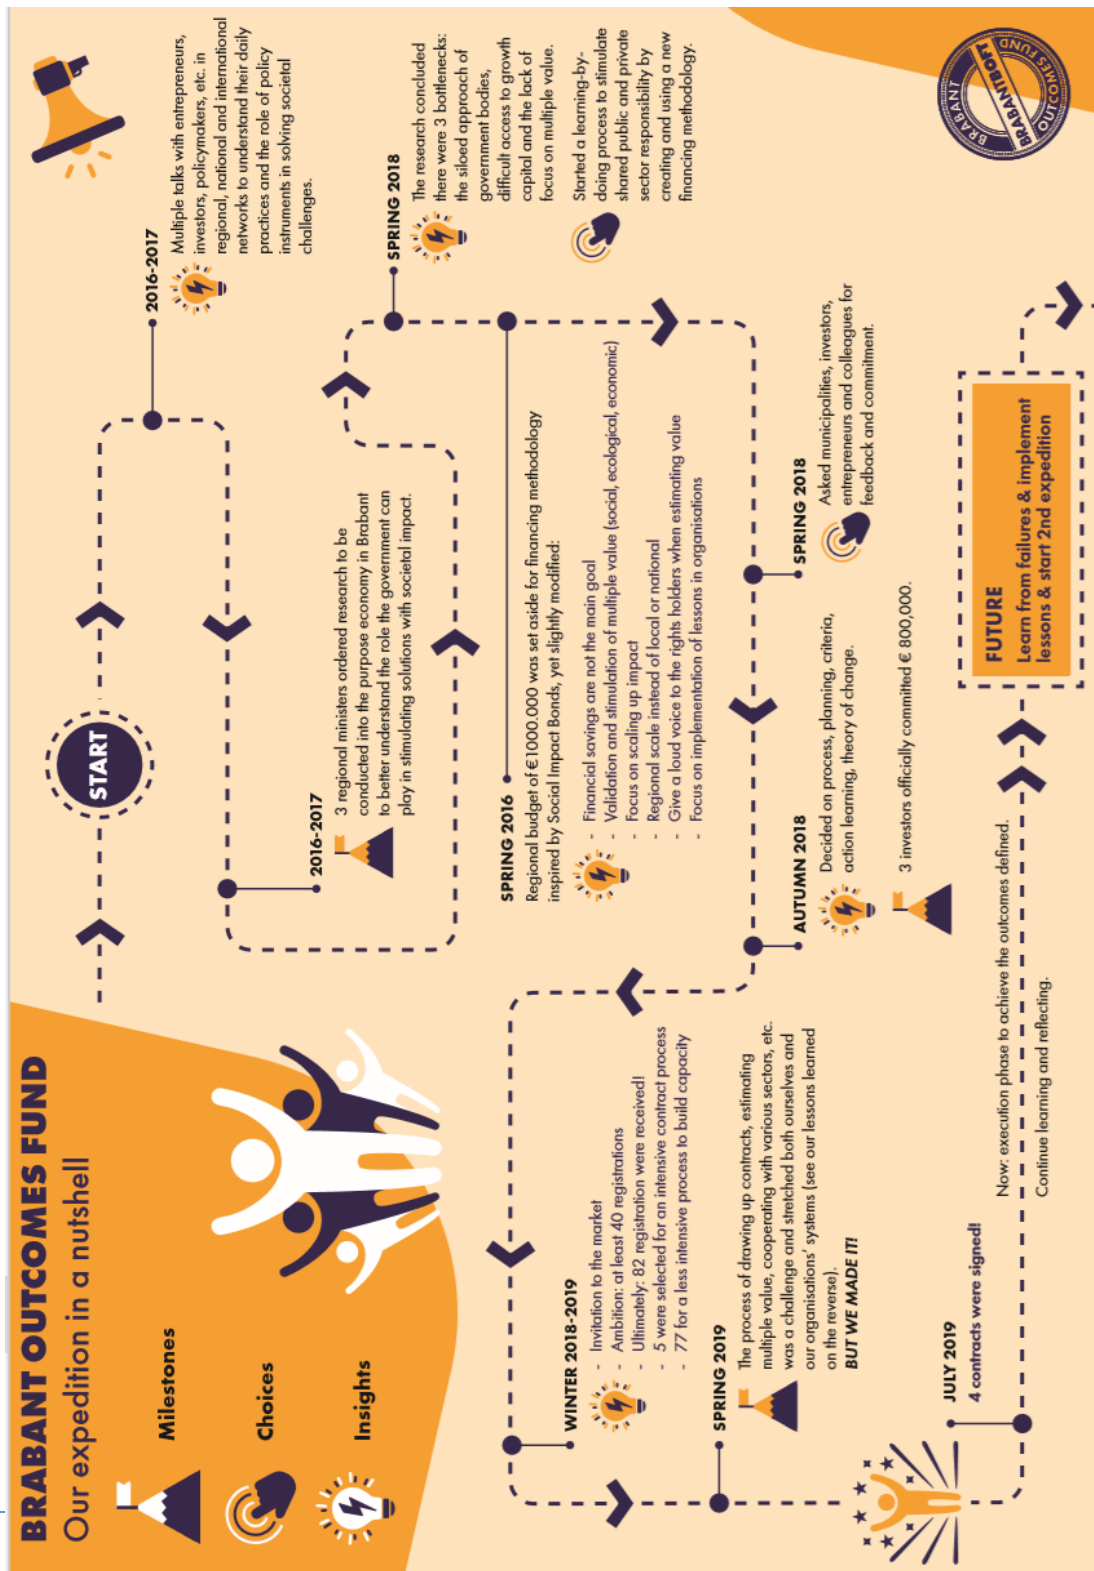 BRABANT OUTCOMES FUND
Our expedition in a nutshell
Milestones
Choices
Insights
START
2016-2017
Multiple talks with entrepreneurs,
investors, policymakers, etc. in
regional, national and international
networks to understand their daily
practices and the role of policy
instruments in solving societal
challenges.
2016-2017
3 regional ministers ordered research to be
conducted into the purpose economy in Brabant
to better understand the role the government can
play in stimulating solutions with societal impact.
SPRING 2018
The research concluded
there were 3 bottlenecks:
the siloed approach of
government bodies,
difficult access to growth
capital and the lack of
focus on multiple value.
Started a learning-by-
doing process to stimulate
shared public and private
sector responsibility by
creating and using a new
financing methodology.
SPRING 2016
Regional budget of €1000.000 was set aside for financing methodology
inspired by Social Impact Bonds, yet slightly modified:
- Financial savings are not the main goal
- Validation and stimulation of multiple value (social, ecological, economic)
- Focus on scaling up impact
- Regional scale instead of local or national
- Give a loud voice to the rights holders when estimating value
- Focus on implementation of lessons in organisations
SPRING 2018
Asked municipalities, investors,
entrepreneurs and colleagues for
feedback and commitment.
AUTUMN 2018
Decided on process, planning, criteria,
action learning, theory of change.
3 investors officially committed € 800,000.
WINTER 2018-2019
- Invitation to the market
- Ambition: at least 40 registrations
- Ultimately: 82 registration were received!
- 5 were selected for an intensive contract process
- 77 for a less intensive process to build capacity
SPRING 2019
The process of drawing up contracts, estimating
multiple value, cooperating with various sectors, etc.
was a challenge and stretched both ourselves and
our organisations' systems (see our lessons learned
on the reverse).
BUT WE MADE IT!
JULY 2019
4 contracts were signed!
Now: execution phase to achieve the outcomes defined.
Continue learning and reflecting.
FUTURE
Learn from failures & implement
lessons & start 2nd expedition
BRABANT
BRABANTBOFT
OUTCOMES FUND